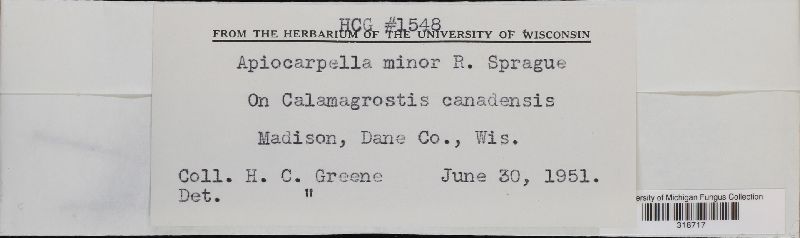 HCG #1548
FROM THE HERBARIUM OF THE UNIVERSITY OF WISCONSIN
Apiocarpella minor R. Sprague
On Calamagrostis canadensis
Madison, Dane Co., Wis.
Coll. H. C. Greene June 30, 1951.
Det. "
ersity of Michigan Fungus Collection
316717